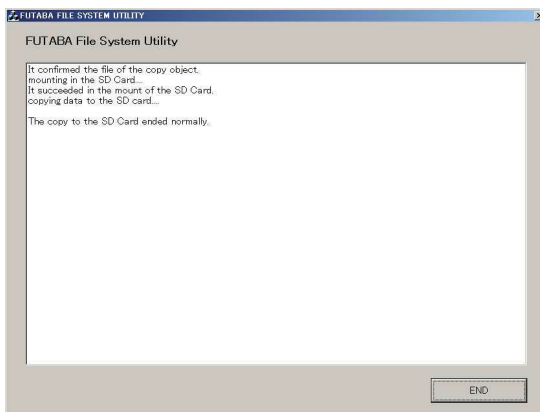 FUTABA FILE SYSTEM UTILITY
FUTABA File System Utility
It confirmed the file of the copy object.
mounting in the SD Card...
It succeeded in the mount of the SD Card.
copying data to the SD card...
The copy to the SD Card ended normally.
END